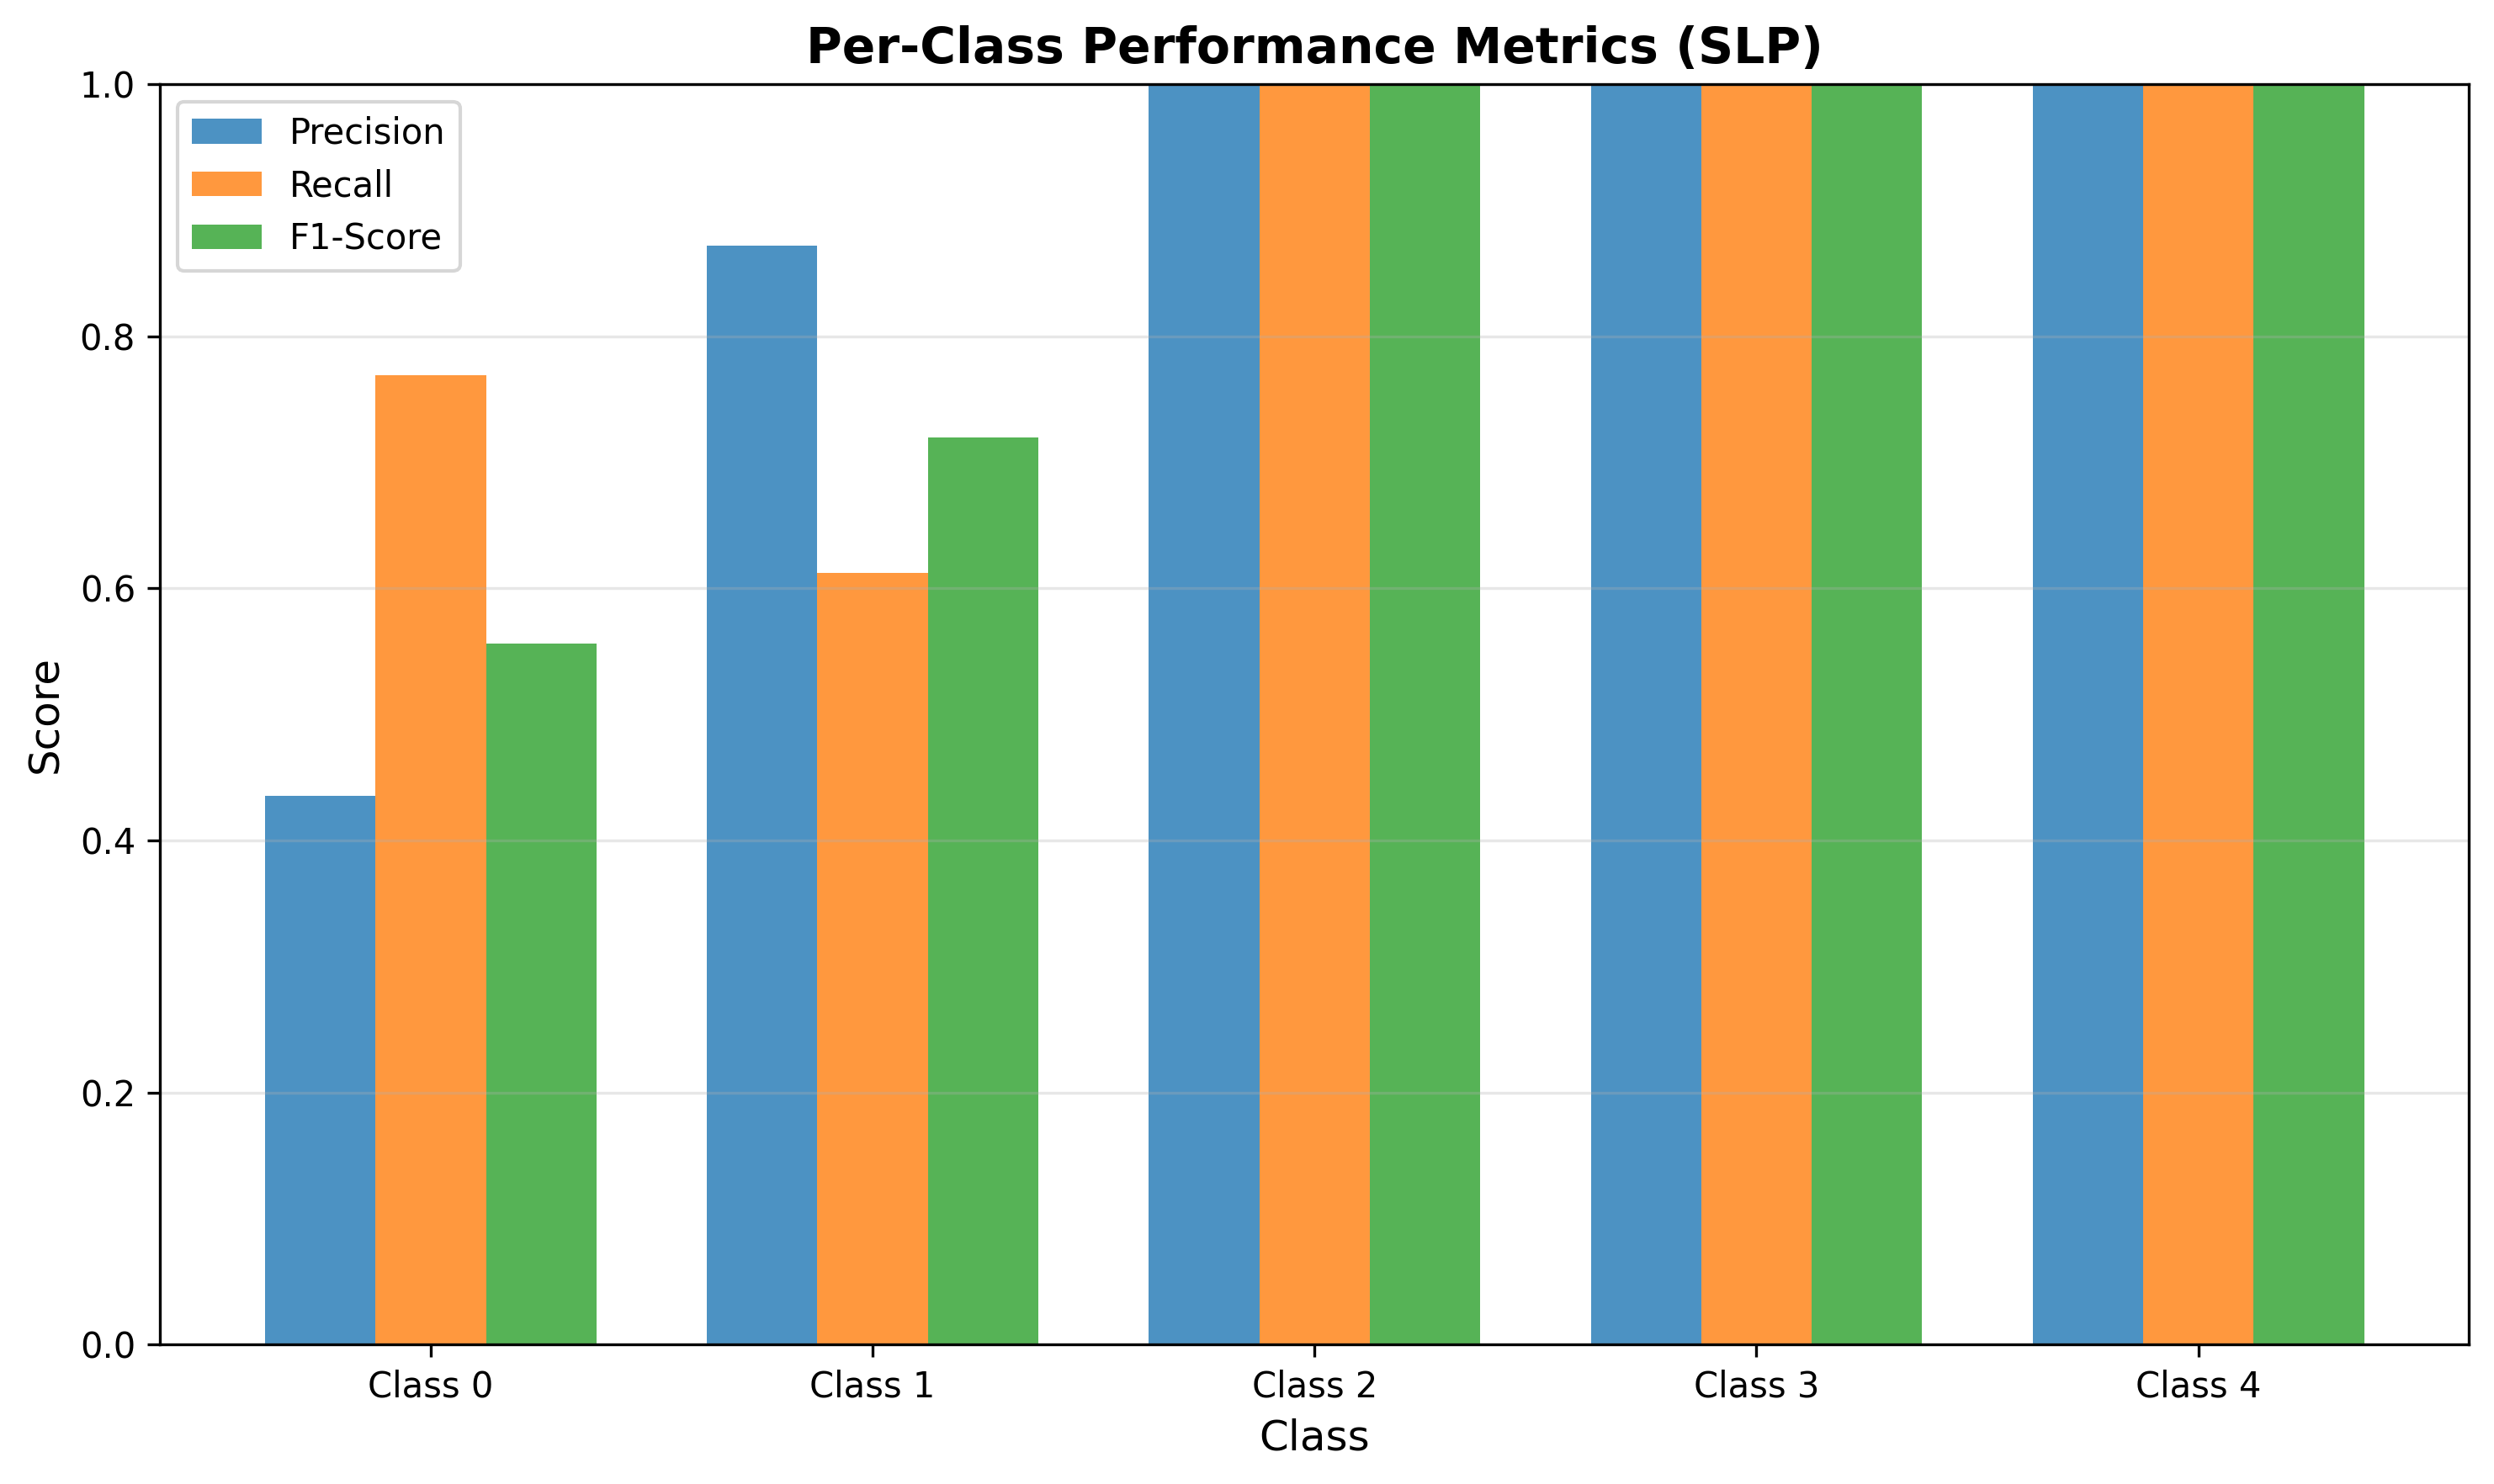 Per-Class Performance Metrics (SLP)
1.0
Precision
Recall
F1-Score
0.8
0.6
Score
0.4
0.2
0.0
Class 0 Class 1 Class 2 Class 3 Class 4
Class